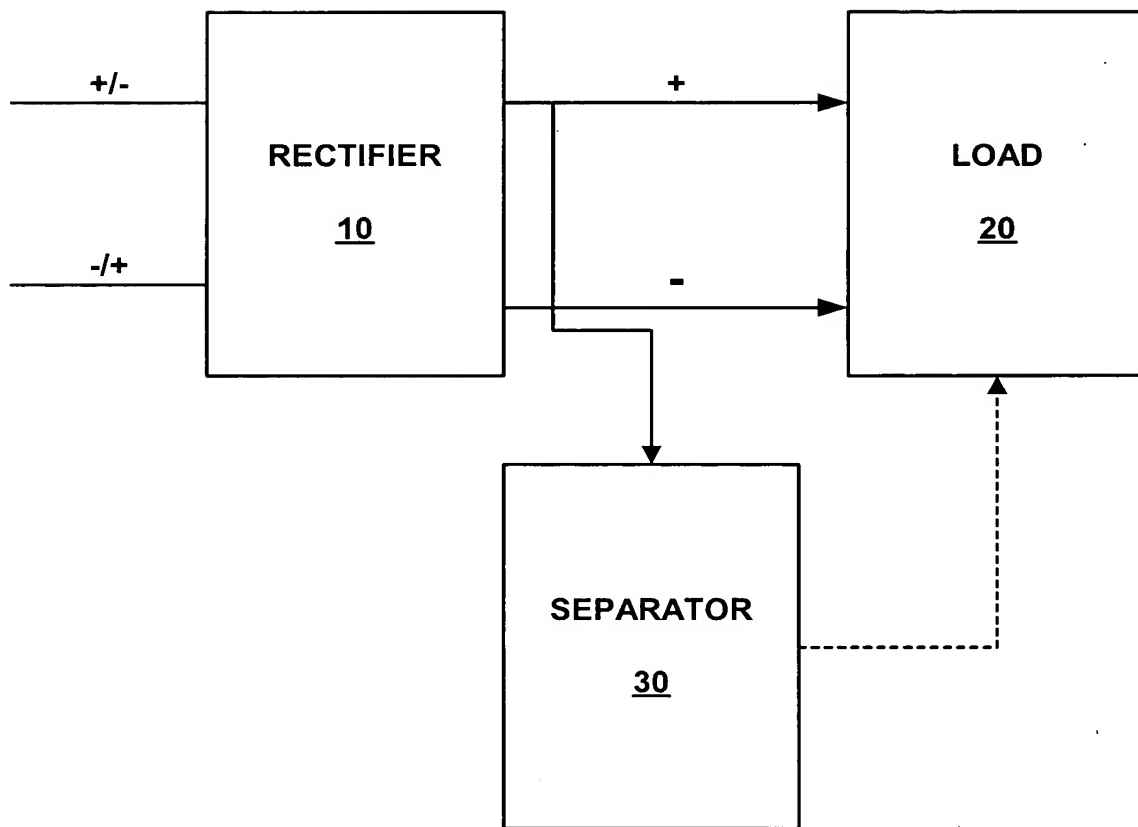 +/-
-/+
RECTIFIER
10
+
-
LOAD
20
SEPARATOR
30